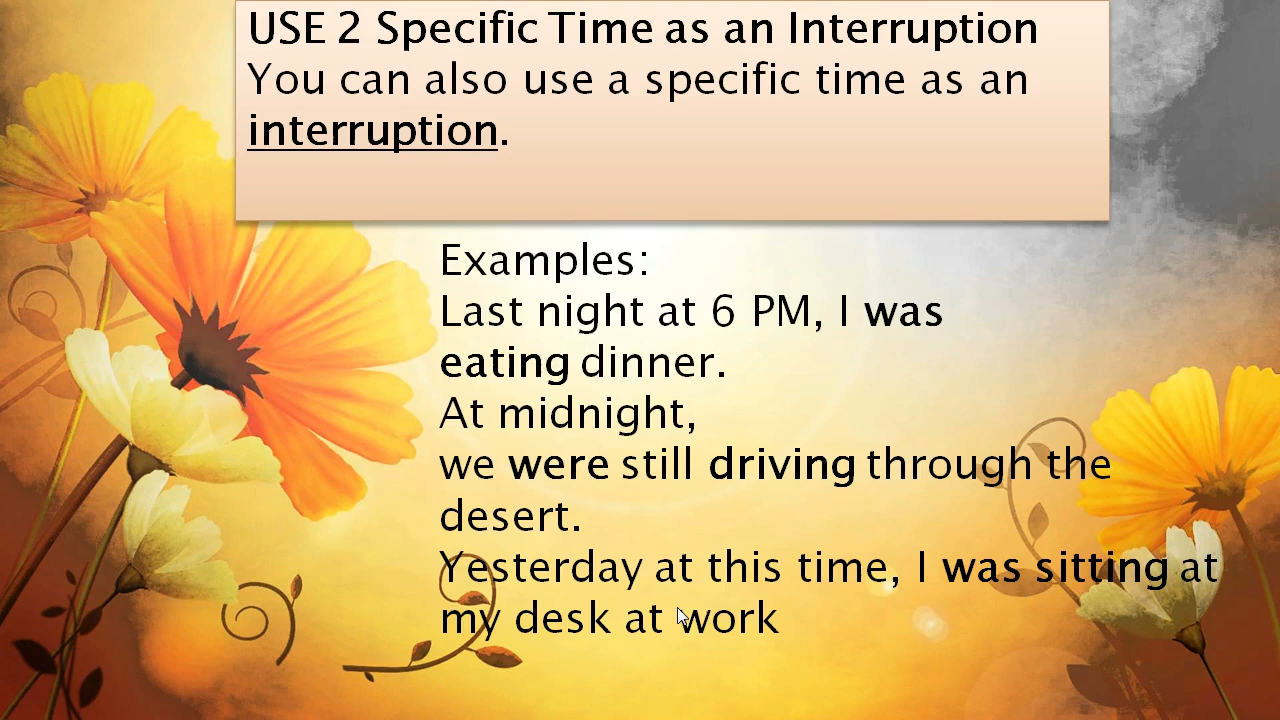 USE 2 Specific Time as an Interruption
You can also use a specific time as an
interruption.
Examples:
Last night at 6 PM, I was
eating dinner.
At midnight,
we were still driving through the
desert.
Yesterday at this time, I was sitting at
my desk at work